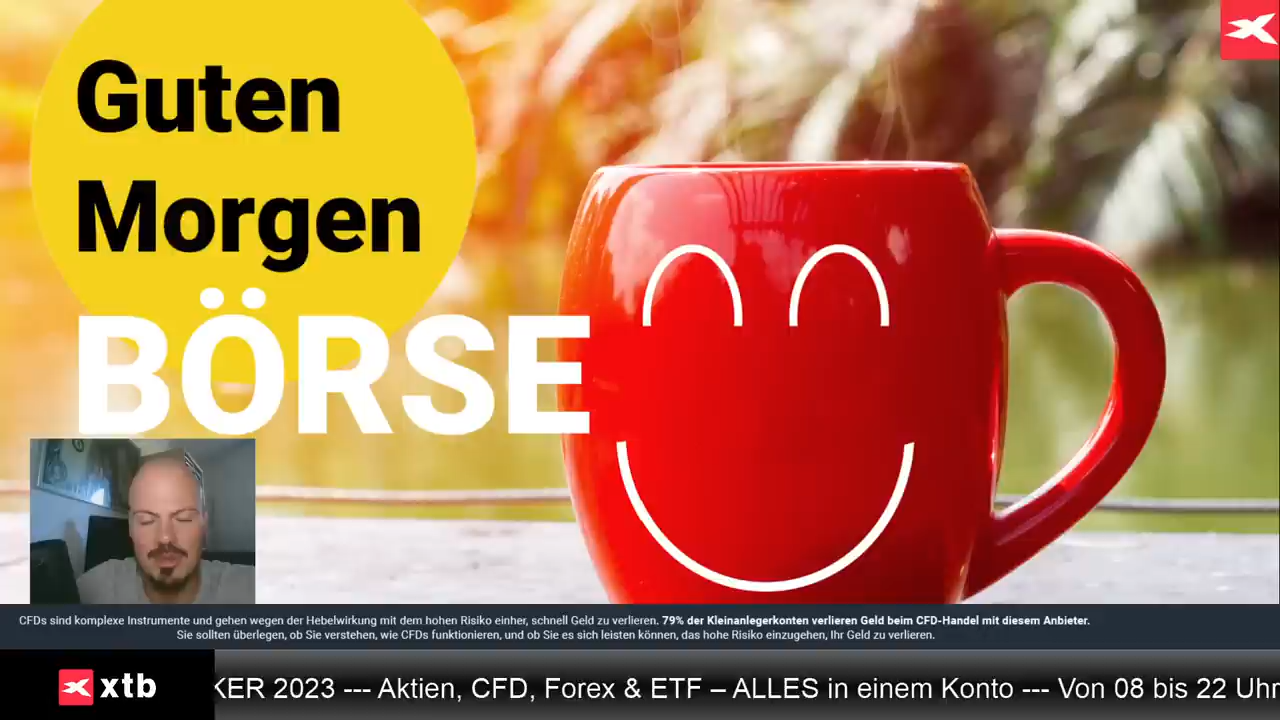 Guten
Morgen
BÖRSE
CFDs sind komplexe Instrumente und gehen wegen der Hebelwirkung mit dem hohen Risiko einher, schnell Geld zu verlieren. 79% der Kleinanlegerkonten verlieren Geld beim CFD-Handel mit diesem Anbieter.
Sie sollten überlegen, ob Sie verstehen, wie CFDs funktionieren, und ob Sie es sich leisten können, das hohe Risiko einzugehen, Ihr Geld zu verlieren.
xtb
KER 2023 --- Aktien, CFD, Forex & ETF – ALLES in einem Konto --- Von 08 bis 22 Uhr